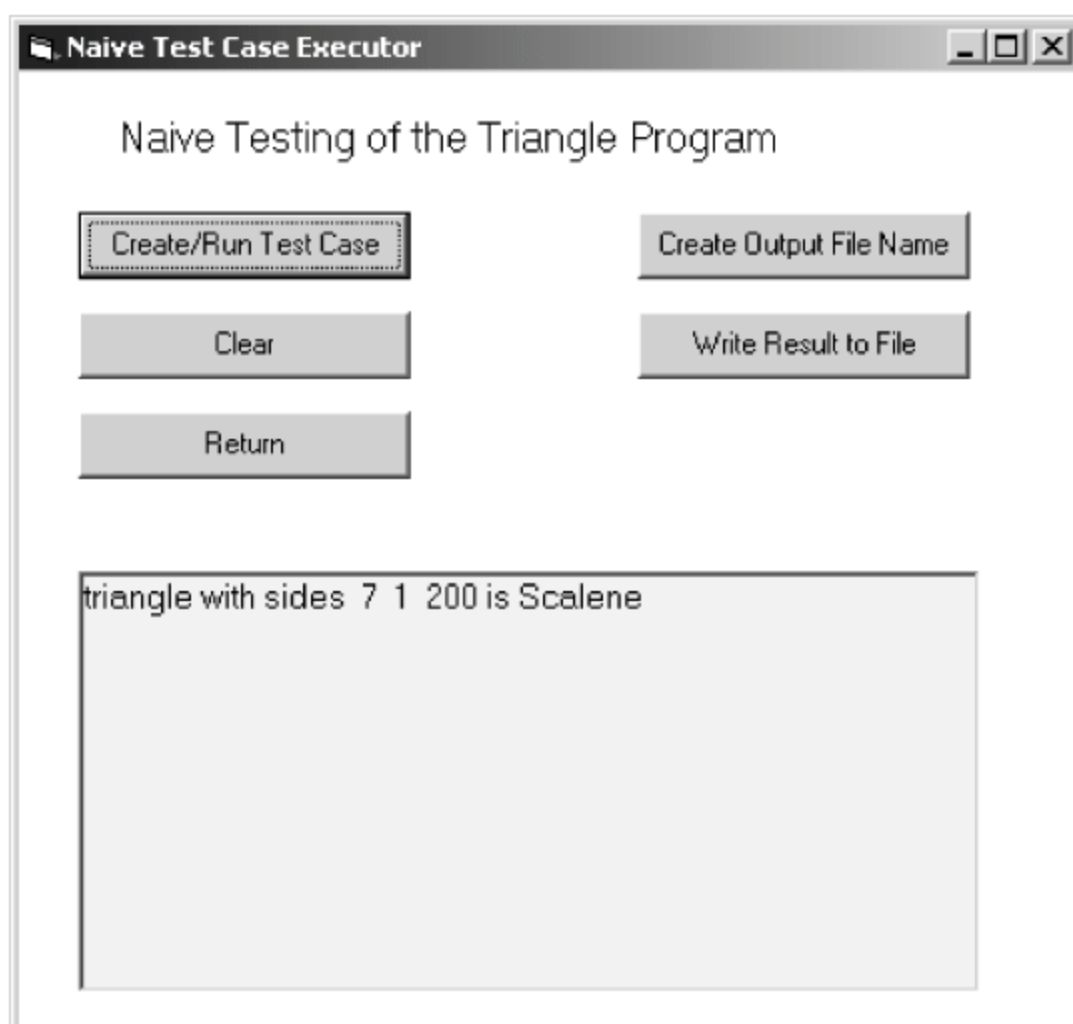 Naive Test Case Executor
Naive Testing of the Triangle Program
Create/Run Test Case
Create Output File Name
Clear
Write Result to File
Return
triangle with sides 7 1 200 is Scalene